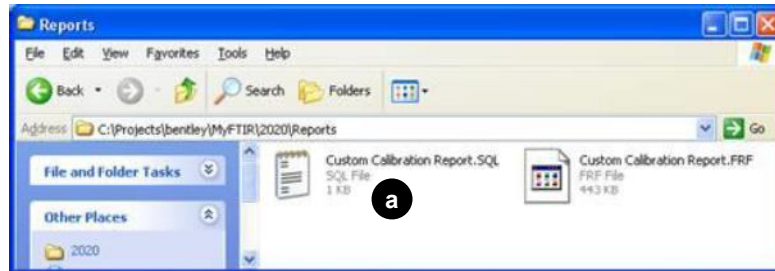 Reports
File Edit View Favorites Tools Help
Back Search Folders
Address C:\Projects\bentley\MyFTIR\2020\Reports Go
File and Folder Tasks
Other Places
2020
Custom Calibration Report.SQL
SQL File
1 KB
a
Custom Calibration Report.FRF
FRF File
443 KB